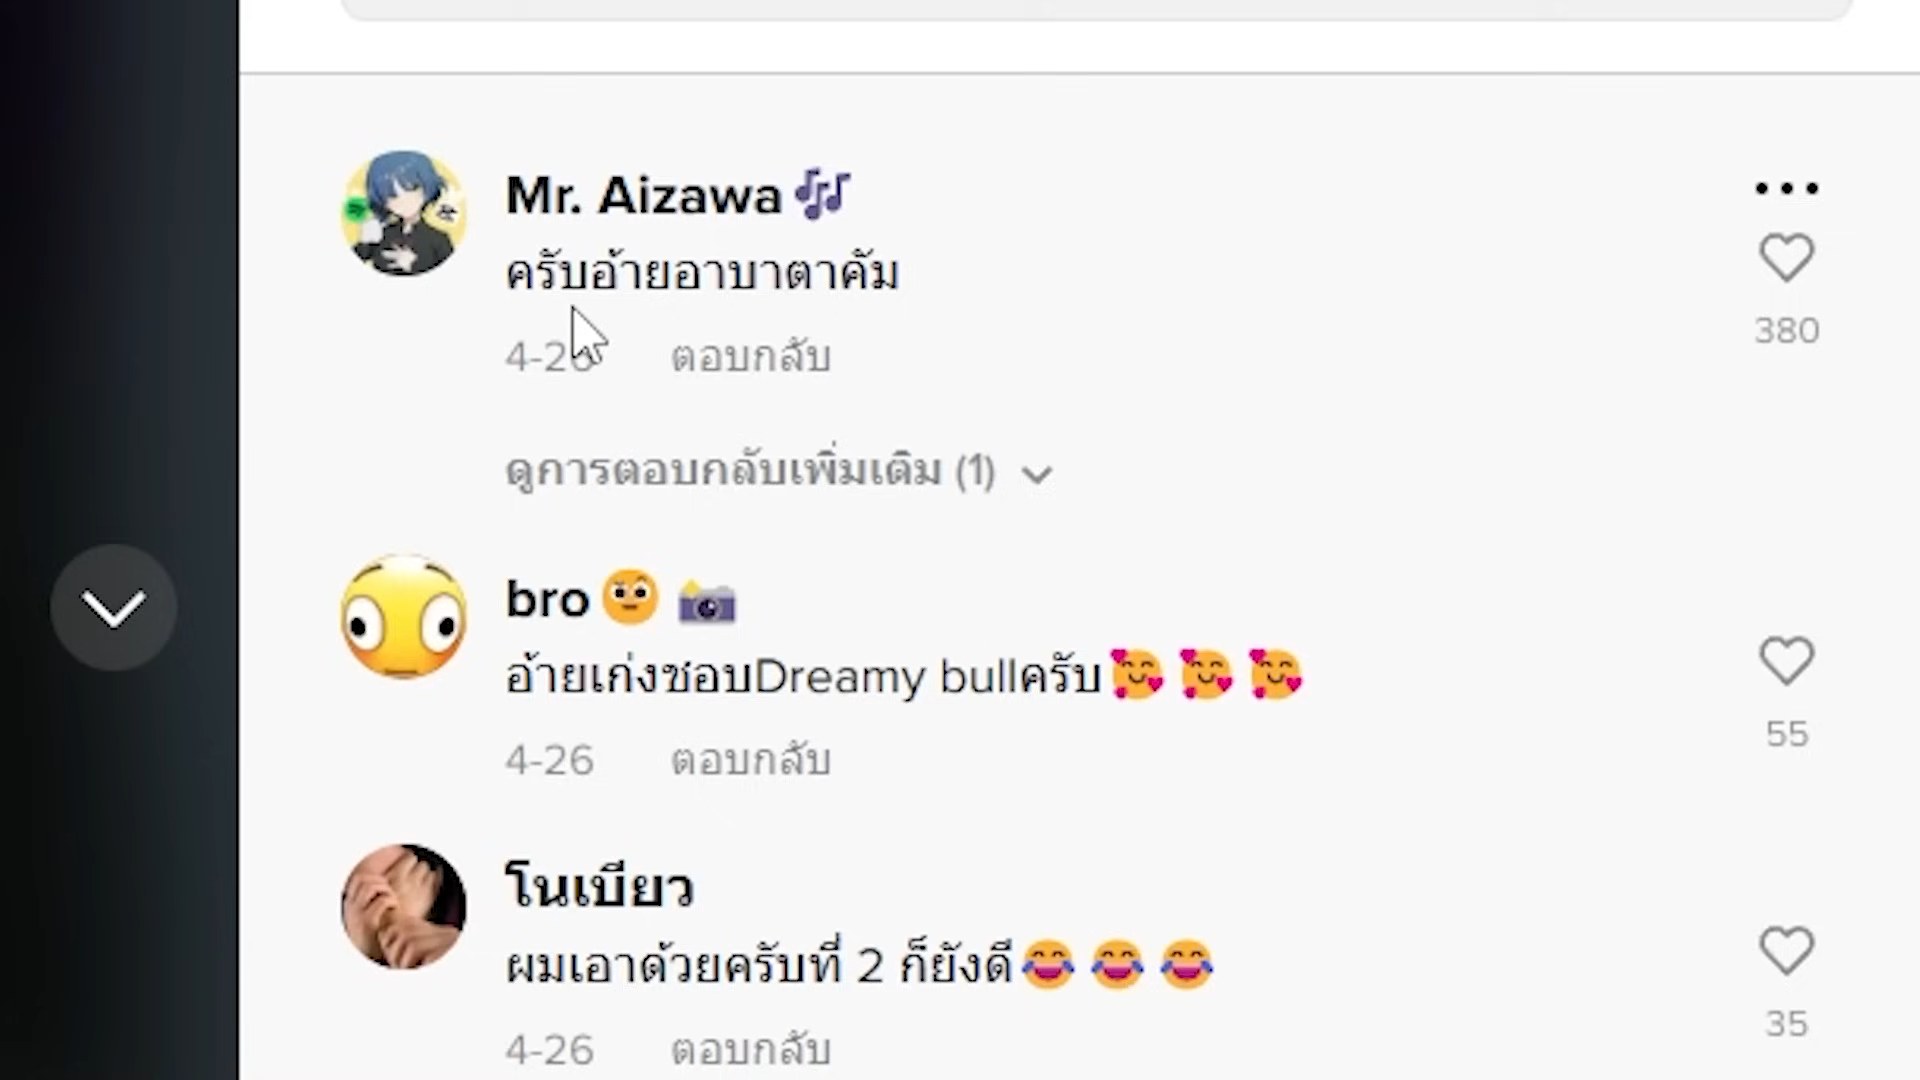 Mr. Aizawa 🎶
ครับอ้ายอาบาตาคัม
4-26 ตอบกลับ
ดูการตอบกลับเพิ่มเติม (1)
380
bro 🤨 📸
อ้ายเก่งชอบDreamy bullครับ🥰🥰🥰
4-26 ตอบกลับ
55
โนเบียว
ผมเอาด้วยครับที่ 2 ก็ยังดี😂😂😂
4-26 ตอบกลับ
35